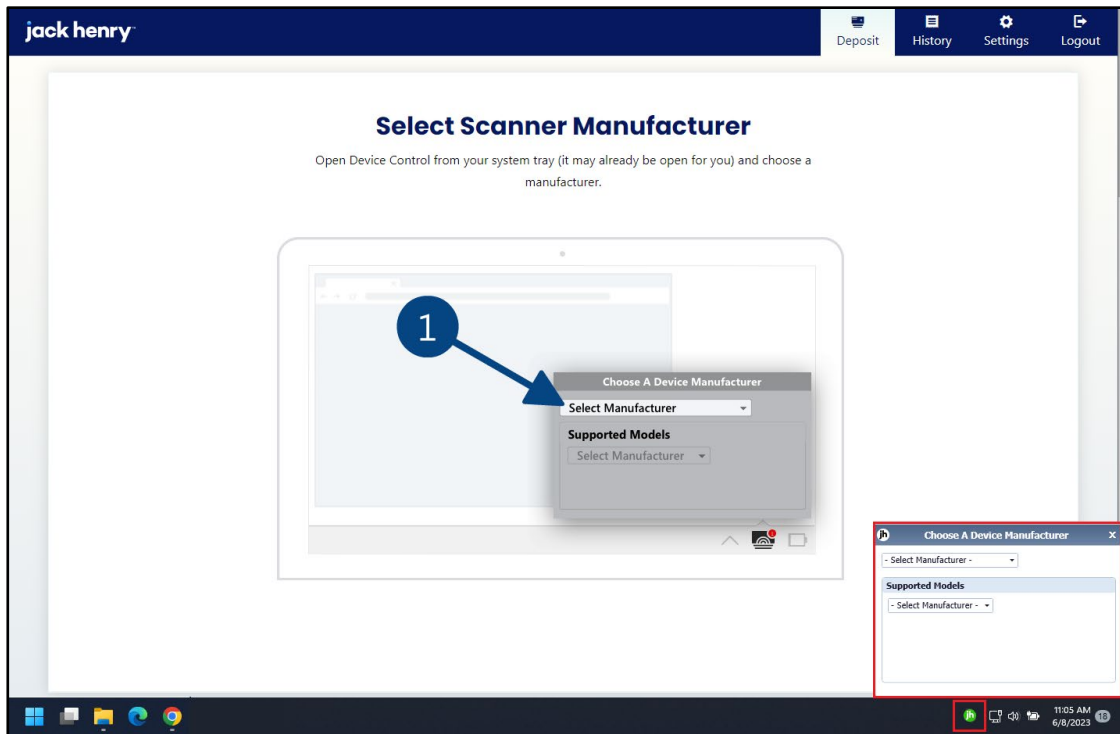 jack henry
Deposit
History
Settings
Logout
Select Scanner Manufacturer
Open Device Control from your system tray (it may already be open for you) and choose a
manufacturer.
1
Choose A Device Manufacturer
Select Manufacturer
Supported Models
Select Manufacturer
jh
Choose A Device Manufacturer
x
- Select Manufacturer -
Supported Models
- Select Manufacturer -
jh
11:05 AM
6/8/2023
18